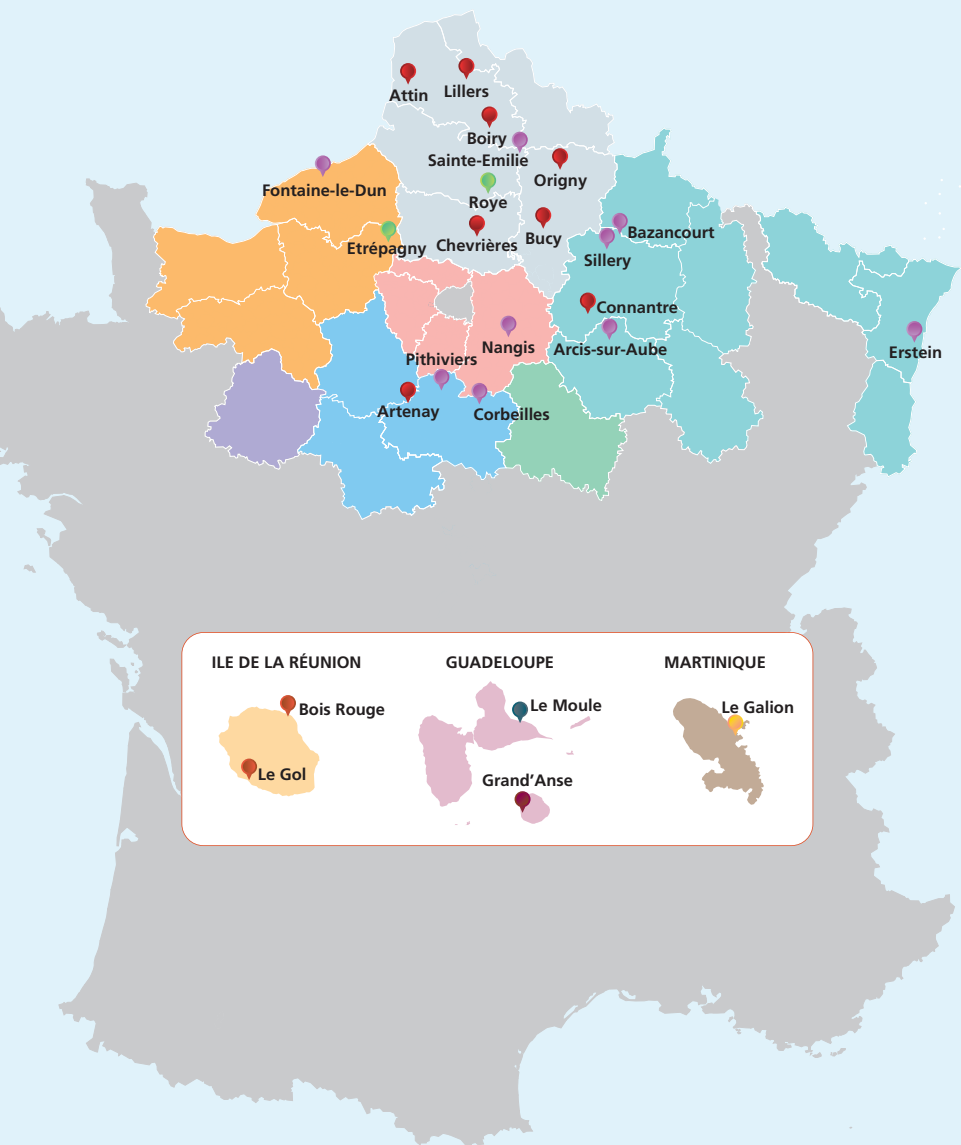 Attin
Lillers
Boiry
Sainte-Emilie
Origny
Fontaine-le-Dun
Roye
Etrépagny
Chevrières
Bucy
Bazancourt
Sillery
Connantre
Nangis
Arcis-sur-Aube
Erstein
Pithiviers
Artenay
Corbeilles
ILE DE LA RÉUNION
Bois Rouge
Le Gol
GUADELOUPE
Le Moule
Grand’Anse
MARTINIQUE
Le Galion